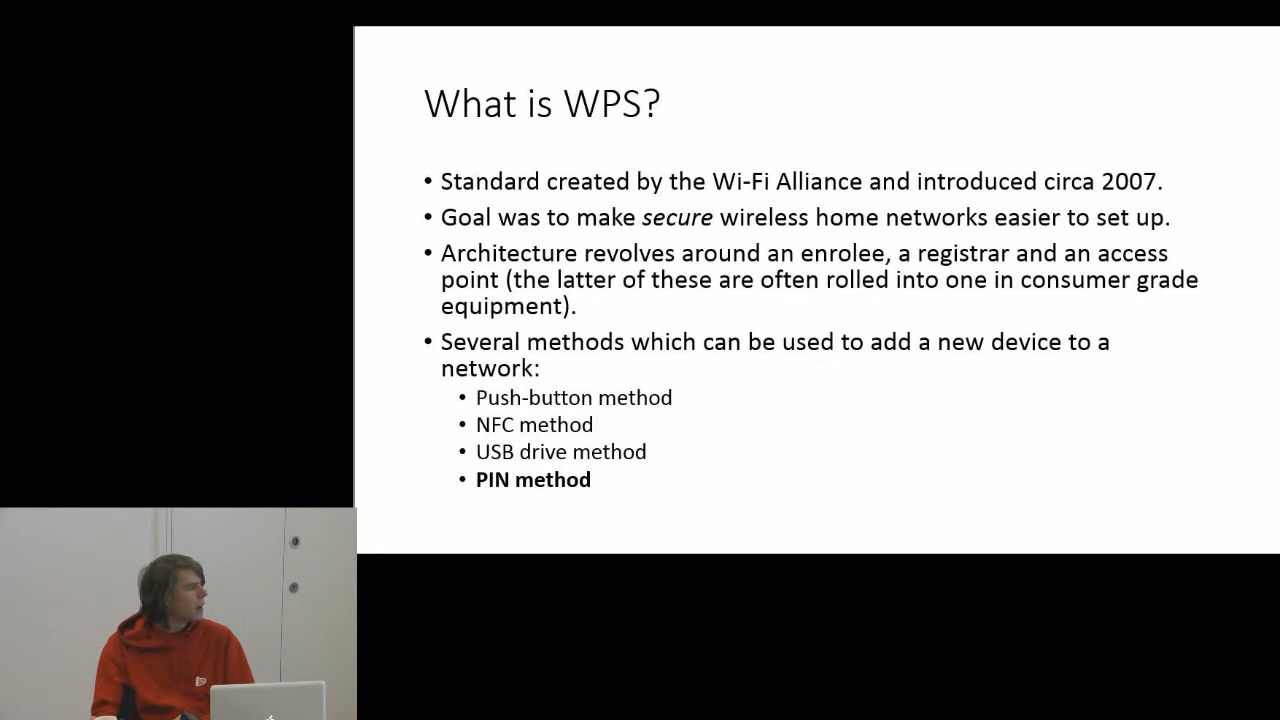 What is WPS?
• Standard created by the Wi-Fi Alliance and introduced circa 2007.
• Goal was to make secure wireless home networks easier to set up.
• Architecture revolves around an enrolee, a registrar and an access
point (the latter of these are often rolled into one in consumer grade
equipment).
• Several methods which can be used to add a new device to a
network:
• Push-button method
• NFC method
• USB drive method
• PIN method